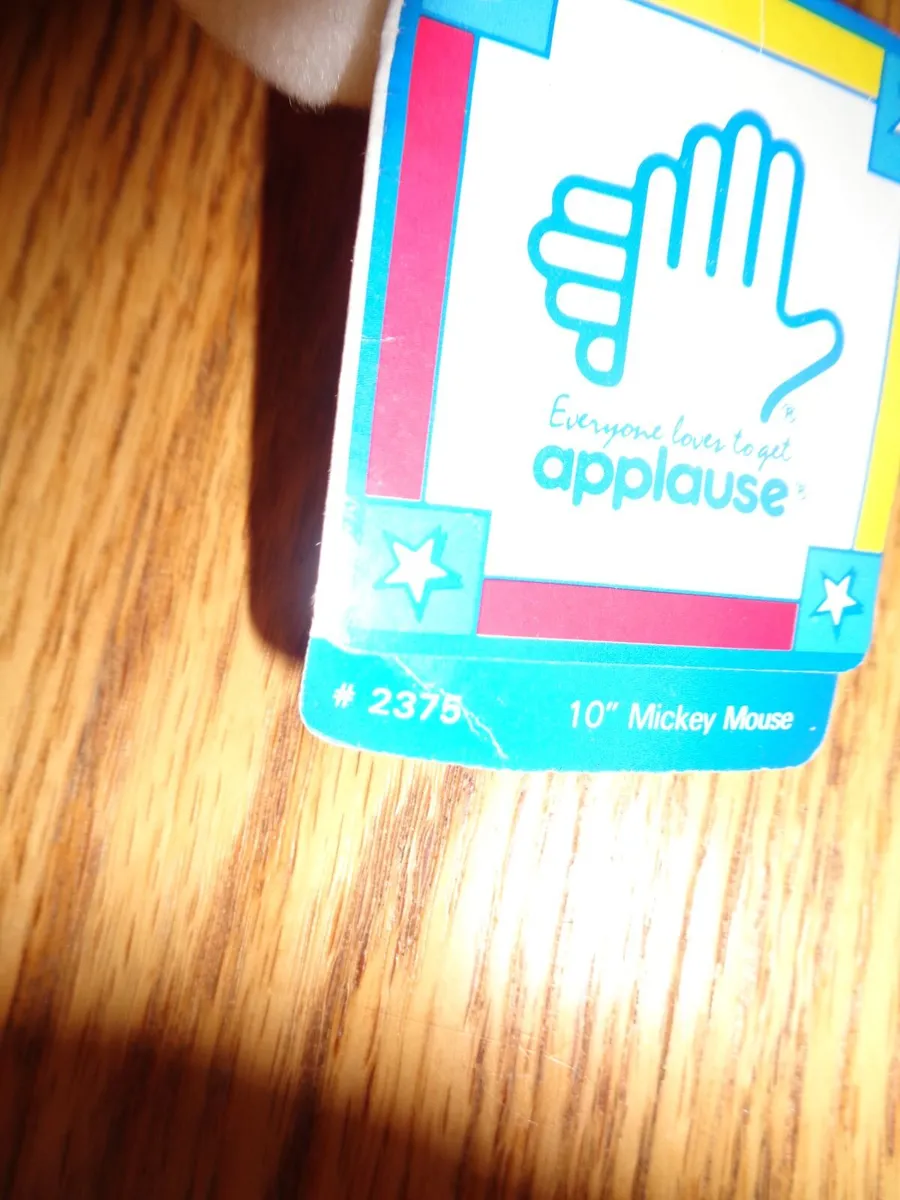 Everyone loves to get
applause®
# 2375 10” Mickey Mouse